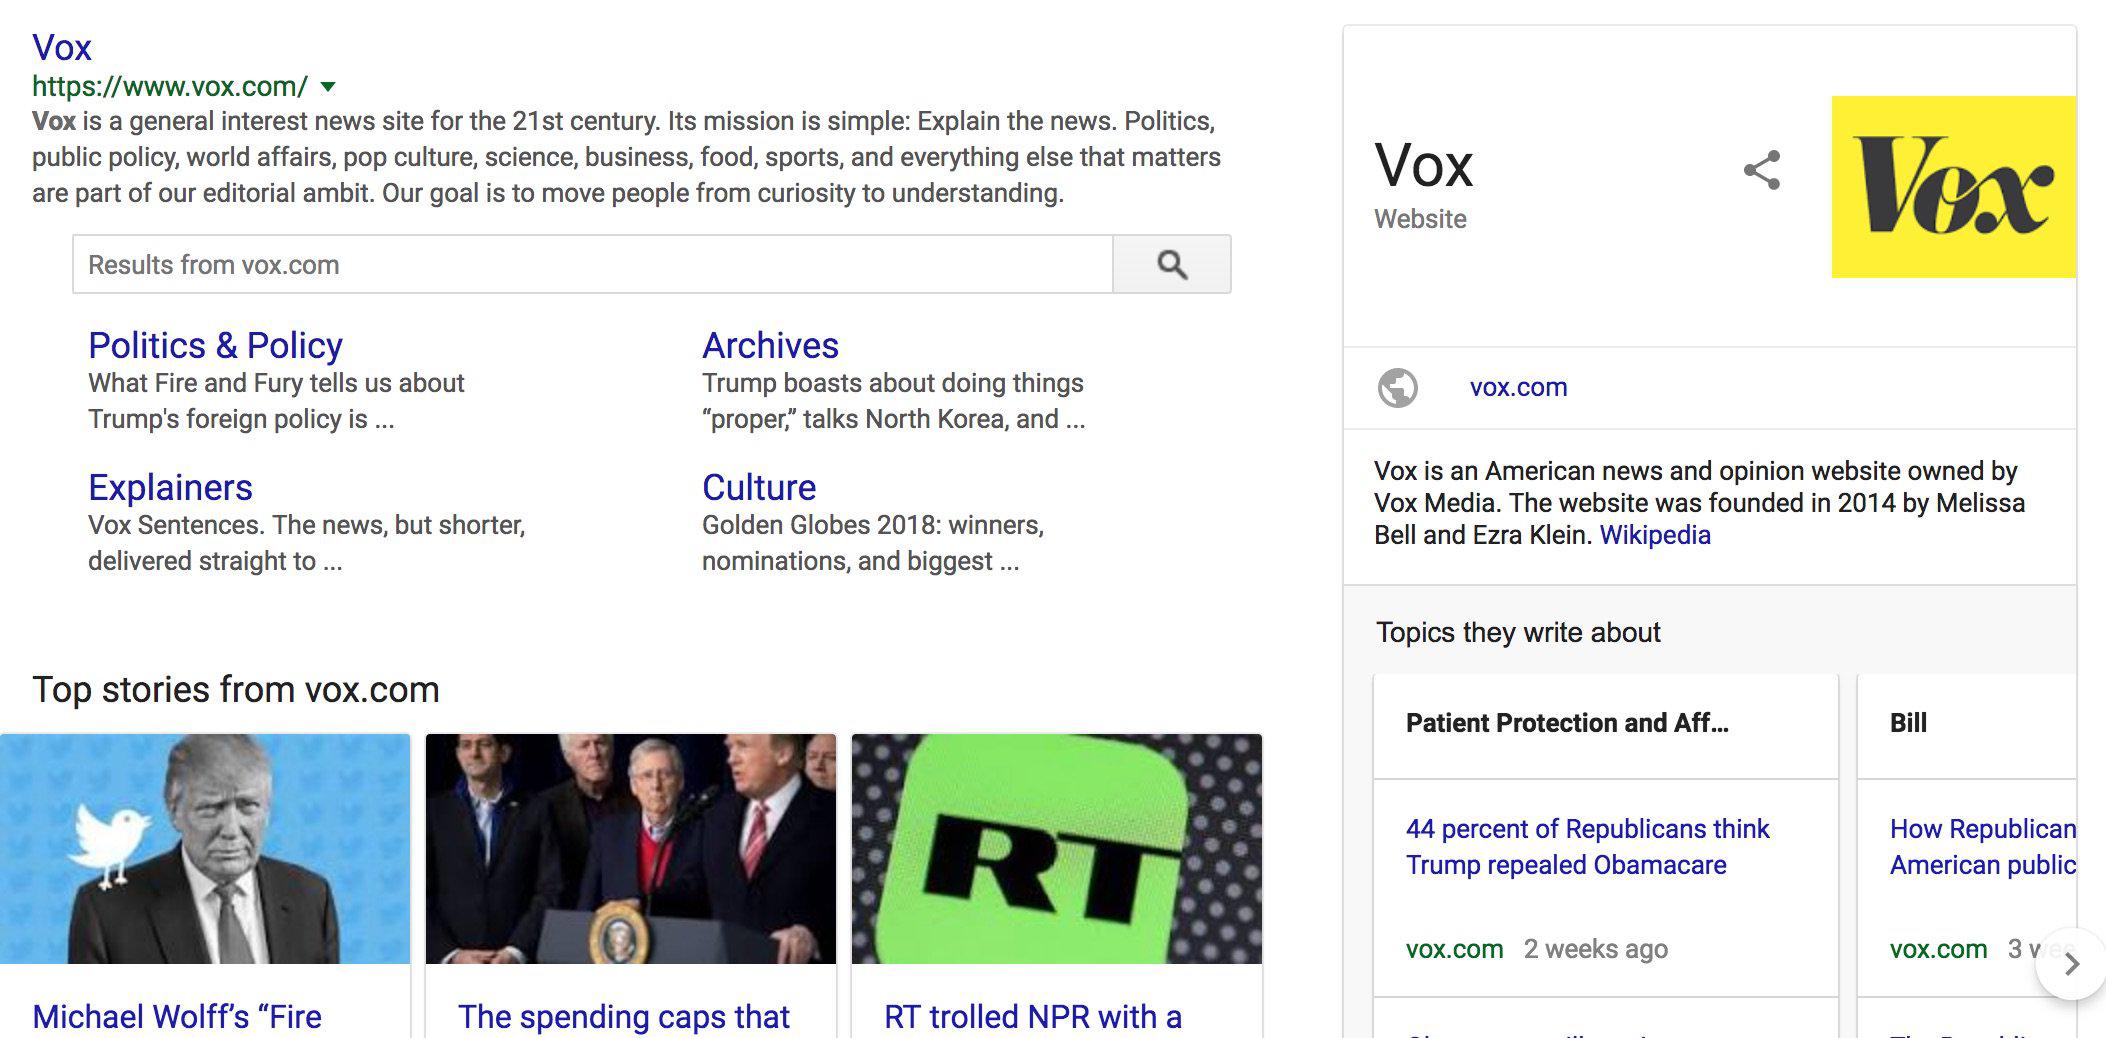 Vox
https://www.vox.com/
Vox is a general interest news site for the 21st century. Its mission is simple: Explain the news. Politics,
public policy, world affairs, pop culture, science, business, food, sports, and everything else that matters
are part of our editorial ambit. Our goal is to move people from curiosity to understanding.
Results from vox.com
Politics & Policy
What Fire and Fury tells us about
Trump's foreign policy is ...
Archives
Trump boasts about doing things
“proper,” talks North Korea, and ...
Explainers
Vox Sentences. The news, but shorter,
delivered straight to ...
Culture
Golden Globes 2018: winners,
nominations, and biggest ...
Top stories from vox.com
RT
Michael Wolff’s “Fire
The spending caps that
RT trolled NPR with a
Vox
Website
Vox
vox.com
Vox is an American news and opinion website owned by
Vox Media. The website was founded in 2014 by Melissa
Bell and Ezra Klein. Wikipedia
Topics they write about
Patient Protection and Aff...
44 percent of Republicans think
Trump repealed Obamacare
vox.com 2 weeks ago
Bill
How Republican
American public
vox.com 3